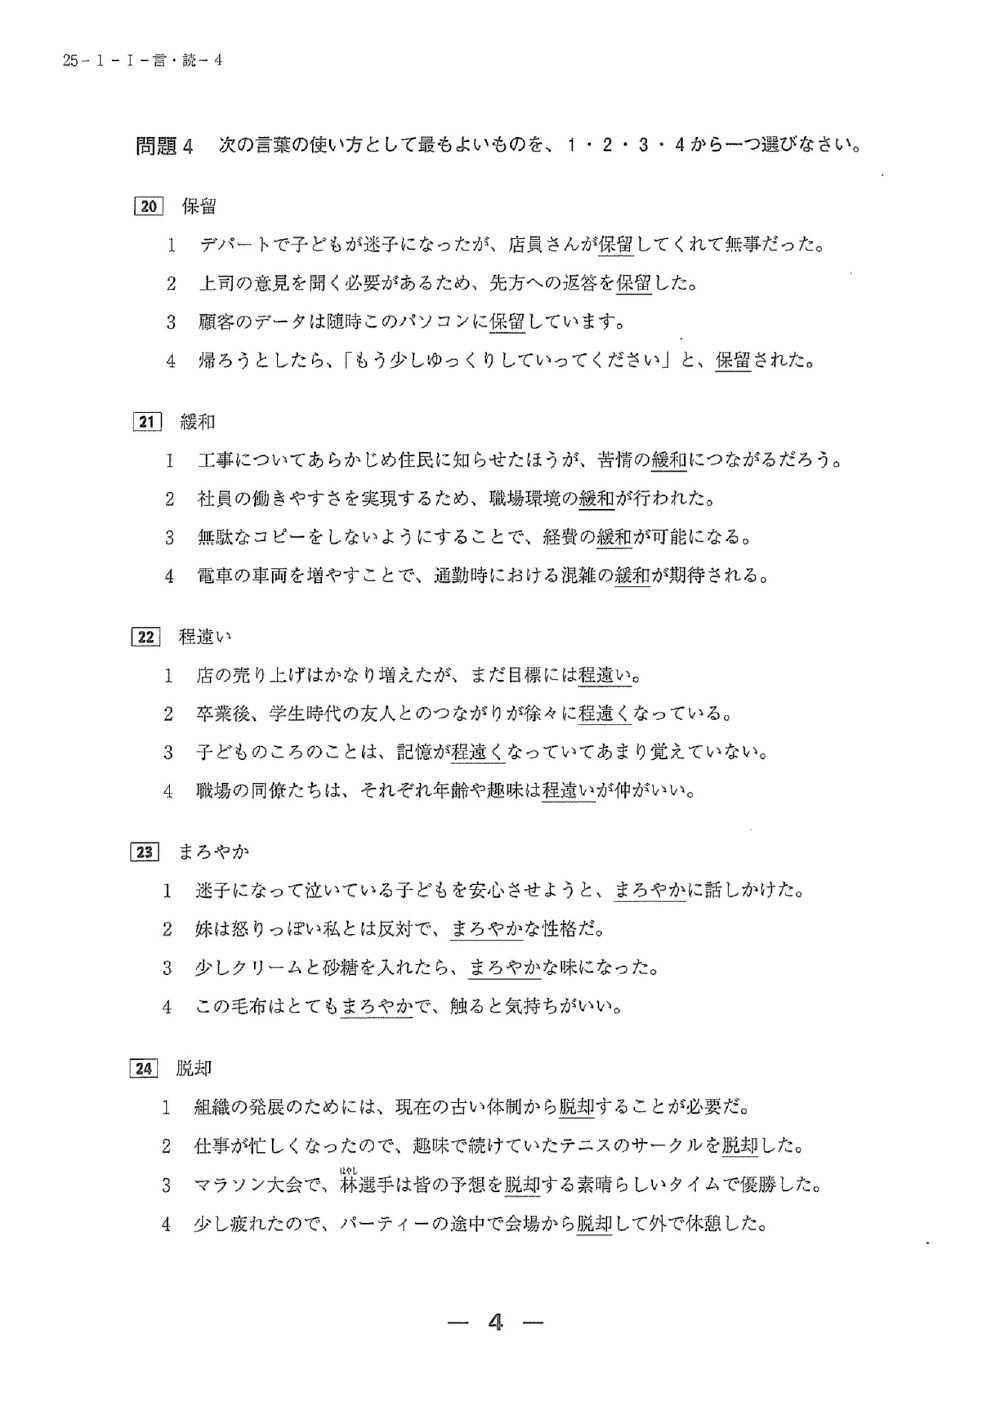 25-1-I-言・読-4
問題4 次の言葉の使い方として最もよいものを、1・2・3・4から一つ選びなさい。
20 保留
1 デパートで子どもが迷子になったが、店員さんが保留してくれて無事だった。
2 上司の意見を聞く必要があるため、先方への返答を保留した。
3 顧客のデータは随時このパソコンに保留しています。
4 帰ろうとしたら、「もう少しゆっくりしていってください」と、保留された。
21 緩和
1 工事についてあらかじめ住民に知らせたほうが、苦情の緩和につながるだろう。
2 社員の働きやすさを実現するため、職場環境の緩和が行われた。
3 無駄なコピーをしないようにすることで、経費の緩和が可能になる。
4 電車の車両を増やすことで、通勤時における混雑の緩和が期待される。
22 程遠い
1 店の売り上げはかなり増えたが、まだ目標には程遠い。
2 卒業後、学生時代の友人とのつながりが徐々に程遠くなっている。
3 子どものころのことは、記憶が程遠くなっていてあまり覚えていない。
4 職場の同僚たちは、それぞれ年齢や趣味は程遠いが仲がいい。
23 まろやか
1 迷子になって泣いている子どもを安心させようと、まろやかに話しかけた。
2 妹は怒りっぽい私とは反対で、まろやかな性格だ。
3 少しクリームと砂糖を入れたら、まろやかな味になった。
4 この毛布はとてもまろやかで、触ると気持ちがいい。
24 脱却
1 組織の発展のためには、現在の古い体制から脱却することが必要だ。
2 仕事が忙しくなったので、趣味で続けていたテニスのサークルを脱却した。
はやし
3 マラソン大会で、林選手は皆の予想を脱却する素晴らしいタイムで優勝した。
4 少し疲れたので、パーティーの途中で会場から脱却して外で休憩した。
— 4 —